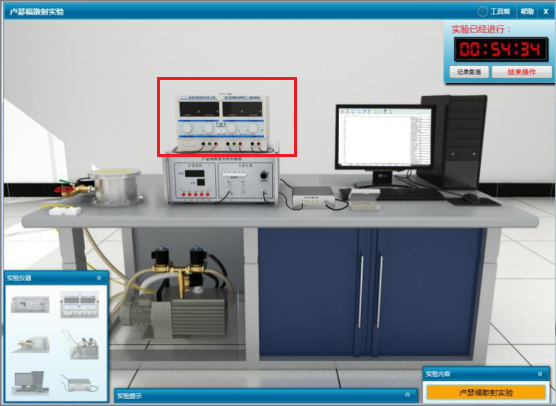 卢瑟福散射实验
工具箱 帮助 X
实验已经进行：
00:54:34
记录数据 结束操作
实验仪器
实验提示
实验内容
卢瑟福散射实验